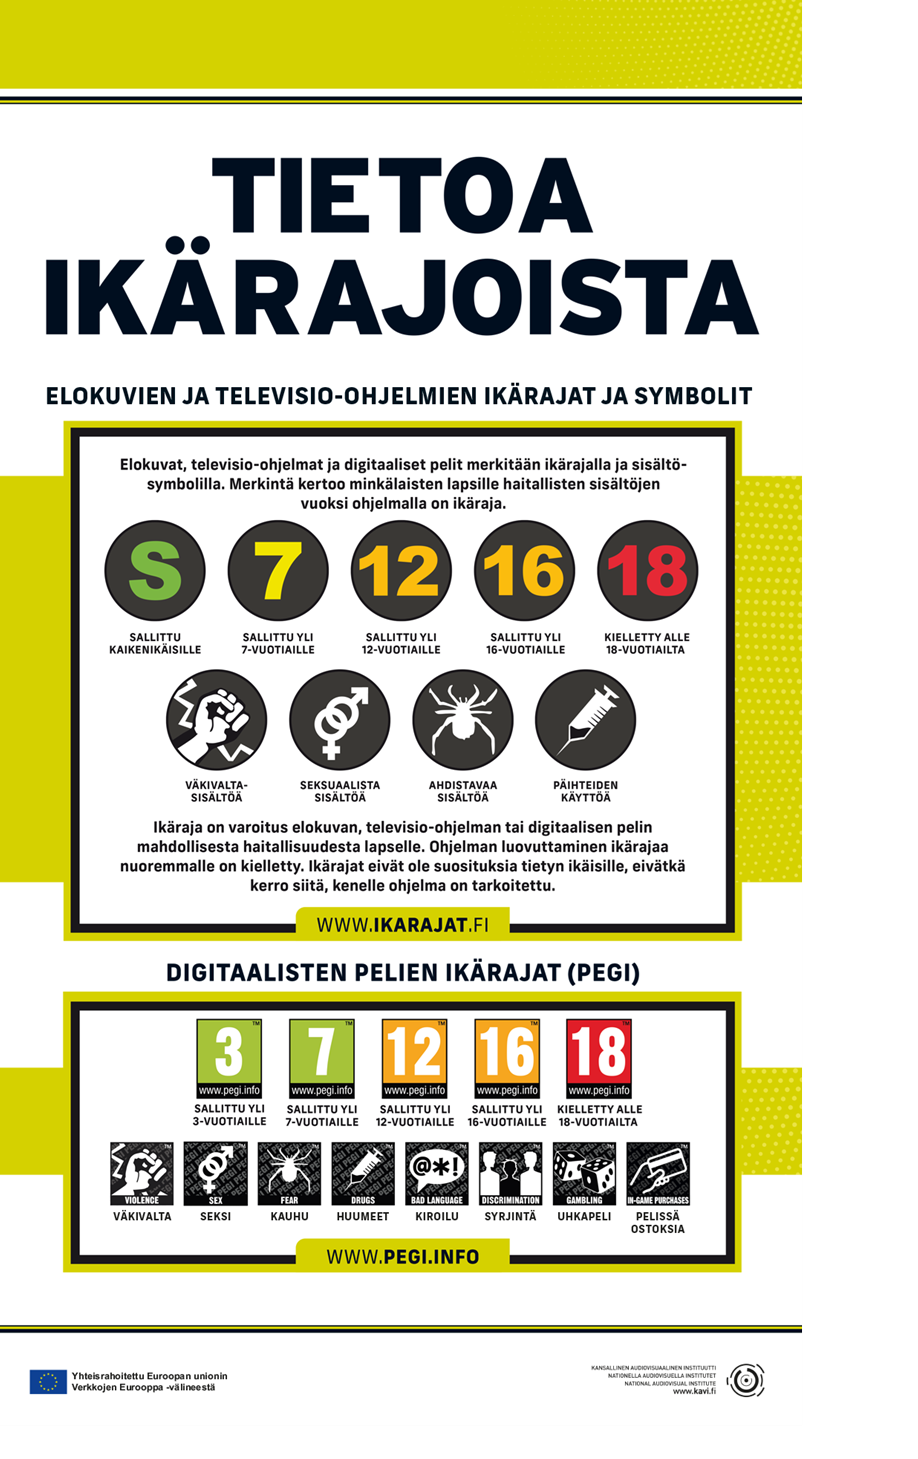 TIETOA
IKÄRAJOISTA
ELOKUVIEN JA TELEVISIO-OHJELMIEN IKÄRAJAT JA SYMBOLIT
Elokuvat, televisio-ohjelmat ja digitaaliset pelit merkitään ikärajalla ja sisältö-
symbolilla. Merkintä kertoo minkälaisten lapsille haitallisten sisältöjen
vuoksi ohjelmalla on ikäraja.
S 7 12 16 18
SALLITTU SALLITTU YLI SALLITTU YLI SALLITTU YLI KIELLETTY ALLE
KAIKENIKÄISILLE 7-VUOTIAILLE 12-VUOTIAILLE 16-VUOTIAILLE 18-VUOTIAILTA
VÄKIVALTA- SEKSUAALISTA AHDISTAVAA PÄIHTEIDEN
SISÄLTÖÄ SISÄLTÖÄ SISÄLTÖÄ KÄYTTÖÄ
Ikäraja on varoitus elokuvan, televisio-ohjelman tai digitaalisen pelin
mahdollisesta haitallisuudesta lapselle. Ohjelman luovuttaminen ikärajaa
nuoremmalle on kielletty. Ikärajat eivät ole suosituksia tietyn ikäisille, eivätkä
kerro siitä, kenelle ohjelma on tarkoitettu.
WWW.IKARAJAT.FI
DIGITAALISTEN PELIEN IKÄRAJAT (PEGI)
3™ 7™ 12™ 16™ 18™
www.pegi.info www.pegi.info www.pegi.info www.pegi.info www.pegi.info
SALLITTU YLI SALLITTU YLI SALLITTU YLI SALLITTU YLI KIELLETTY ALLE
3-VUOTIAILLE 7-VUOTIAILLE 12-VUOTIAILLE 16-VUOTIAILLE 18-VUOTIAILTA
@*!
VIOLENCE SEX FEAR DRUGS BAD LANGUAGE DISCRIMINATION GAMBLING IN-GAME PURCHASES
VÄKIVALTA SEKSI KAUHU HUUMEET KIROILU SYRJINTÄ UHKAPELI PELISSÄ
OSTOKSIA
WWW.PEGI.INFO
Yhteisrahoitettu Euroopan unionin
Verkkojen Eurooppa -välineestä
KANSALLINEN AUDIOVISUAALINEN INSTITUUTTI
NATIONELLA AUDIOVISUELLA INSTITUTET
NATIONAL AUDIOVISUAL INSTITUTE
www.kavi.fi